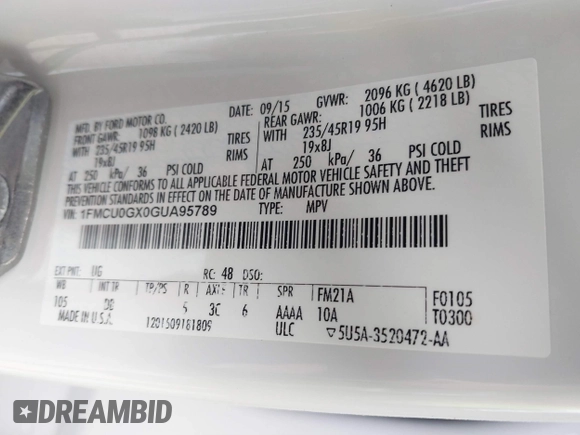 MFD. BY FORD MOTOR CO.
DATE: 09/15 GVWR: 2096 KG ( 4620 LB)
FRONT GAWR: 1098 KG ( 2420 LB) REAR GAWR: 1006 KG ( 2218 LB)
WITH 235/45R19 95H TIRES WITH 235/45R19 95H TIRES
19x8J RIMS 19x8J RIMS
AT 250 kPa/ 36 PSI COLD AT 250 kPa/ 36 PSI COLD
THIS VEHICLE CONFORMS TO ALL APPLICABLE FEDERAL MOTOR VEHICLE SAFETY AND THEFT
PREVENTION STANDARDS IN EFFECT ON THE DATE OF MANUFACTURE SHOWN ABOVE.
VIN: 1FMCU0GX0GUA95789 TYPE: MPV
EXT PNT: UG RC: 48 DSO:
WB INT TR TP/PS R AXLE TR SPR FM21A F0105
105 5 3C 6 AAAA 10A T0300
MADE IN U.S.A. 1201509181809 ULC ▽5U5A-3520472-AA
DREAMBID